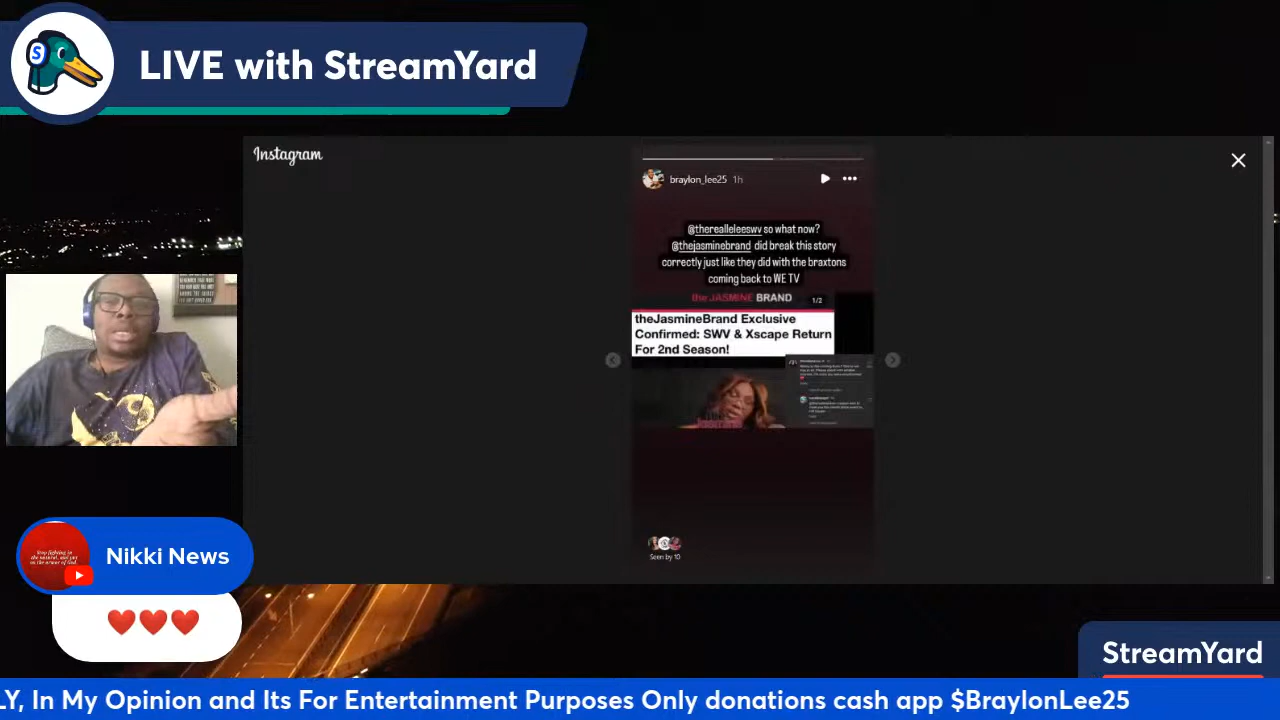 LIVE with StreamYard
Instagram
braylon_lee25 1h
@therealleleeswv so what now?
@thejasminebrand did break this story
correctly just like they did with the braxtons
coming back to WE TV
theJASMINE BRAND
1/2
theJasmineBrand Exclusive
Confirmed: SWV & Xscape Return
For 2nd Season!
Seen by 10
Nikki News
❤️❤️❤️
StreamYard
LY, In My Opinion and Its For Entertainment Purposes Only donations cash app $BraylonLee25